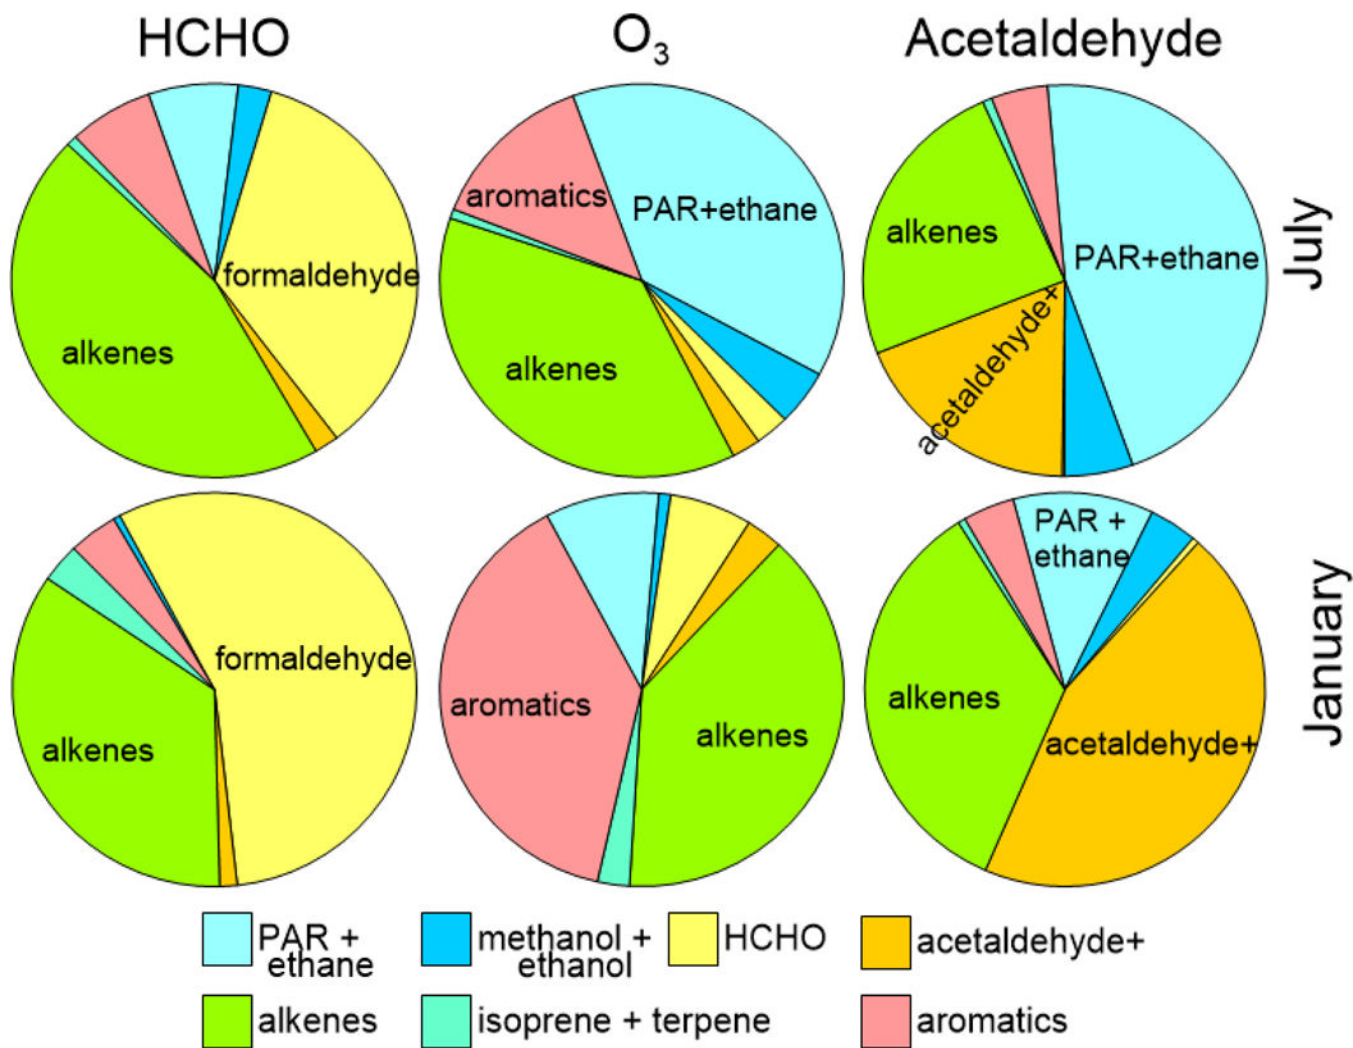 HCHO
O3
Acetaldehyde
formaldehyde
alkenes
aromatics
PAR+ethane
alkenes
alkenes
PAR+ethane
acetaldehyde+
July
formaldehyde
alkenes
aromatics
alkenes
PAR +
ethane
alkenes
acetaldehyde+
January
PAR +
ethane
methanol +
ethanol
HCHO
acetaldehyde+
alkenes
isoprene + terpene
aromatics